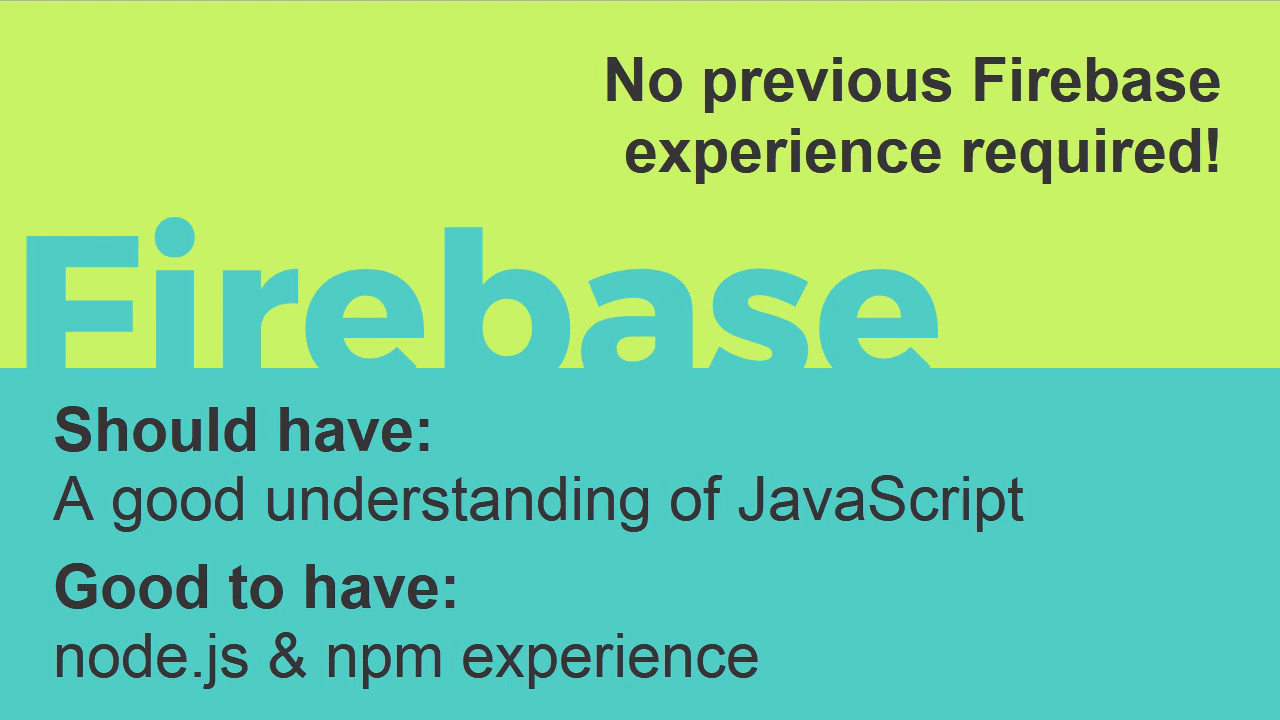 No previous Firebase
experience required!
Firebase
Should have:
A good understanding of JavaScript
Good to have:
node.js & npm experience